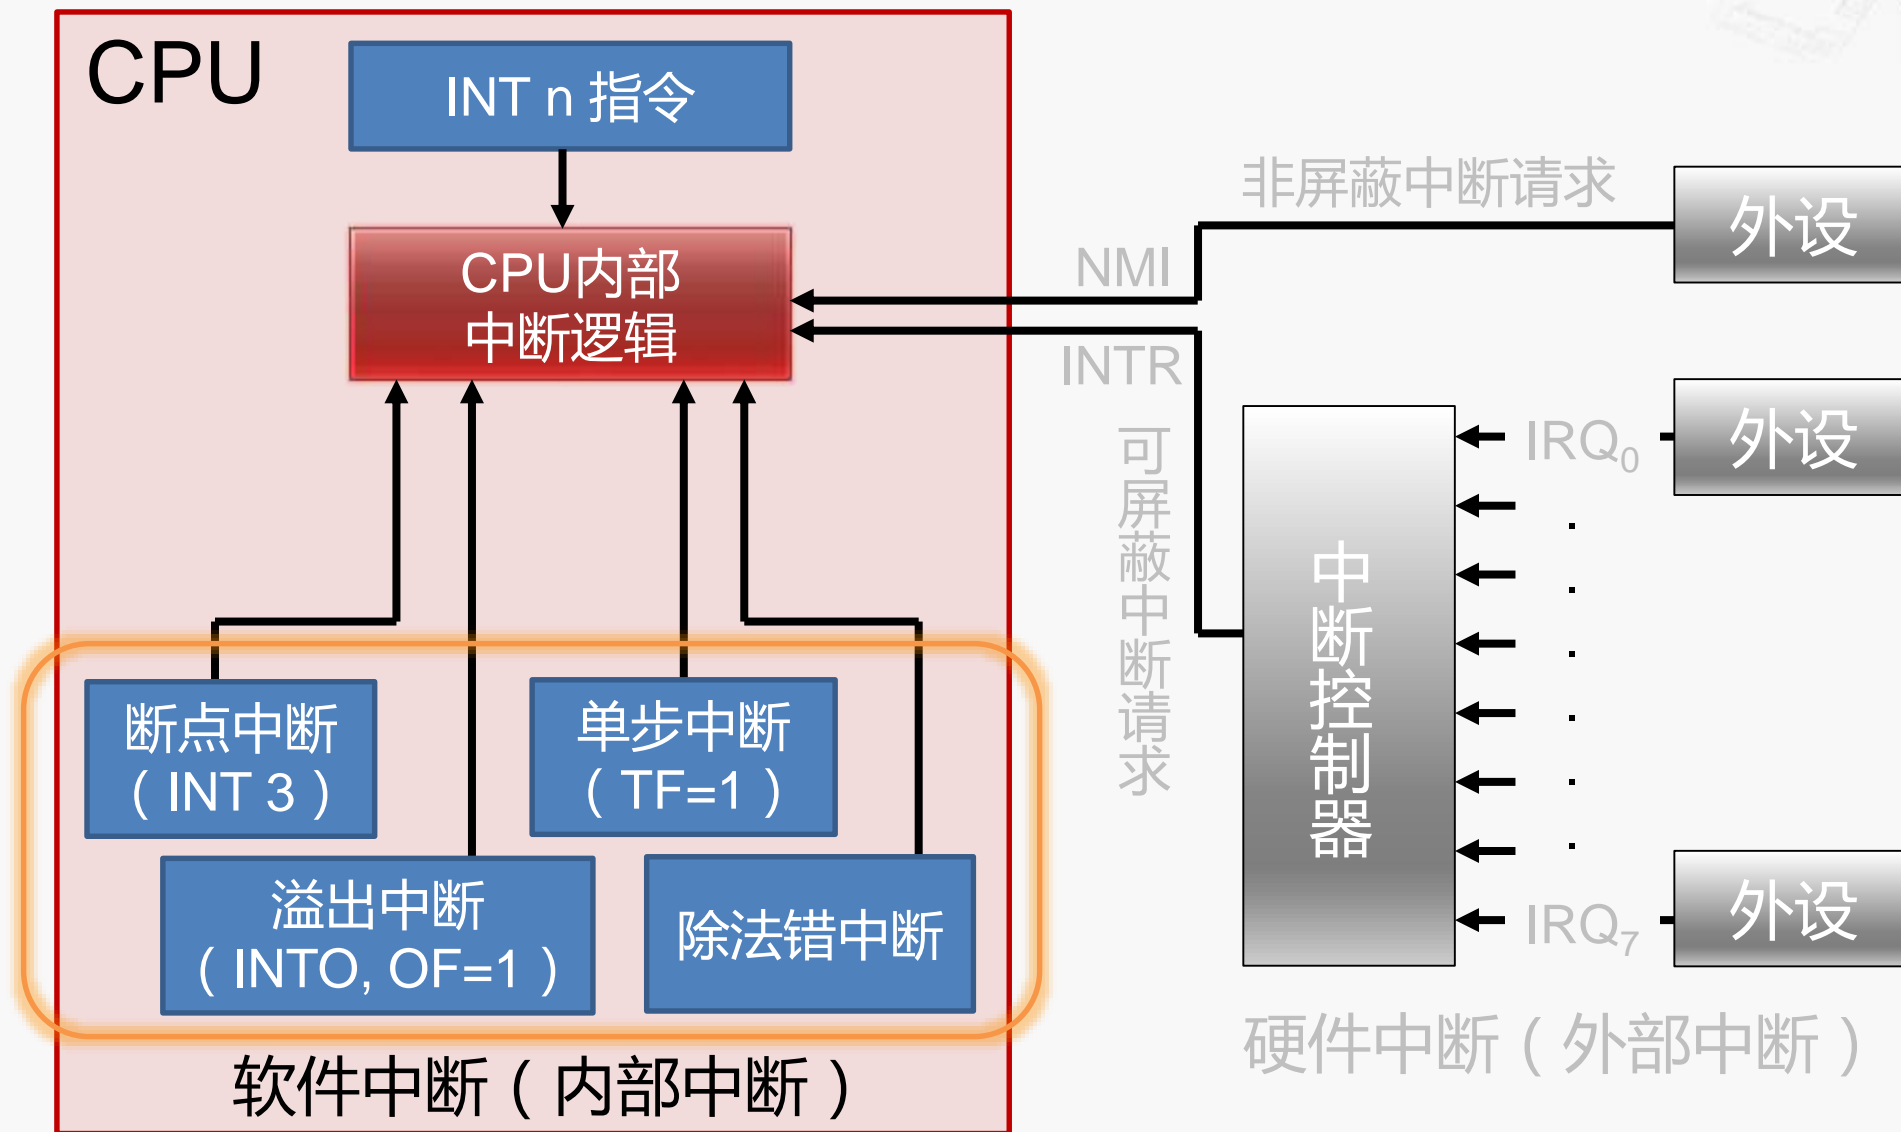 CPU
INT n 指令
CPU内部
中断逻辑
断点中断
（ INT 3 ）
单步中断
（ TF=1 ）
溢出中断
（ INTO, OF=1 ）
除法错中断
软件中断（ 内部中断 ）
非屏蔽中断请求
NMI
INTR
可屏蔽中断请求
中断控制器
外设
外设
IRQ0
IRQ7
外设
硬件中断（ 外部中断 ）